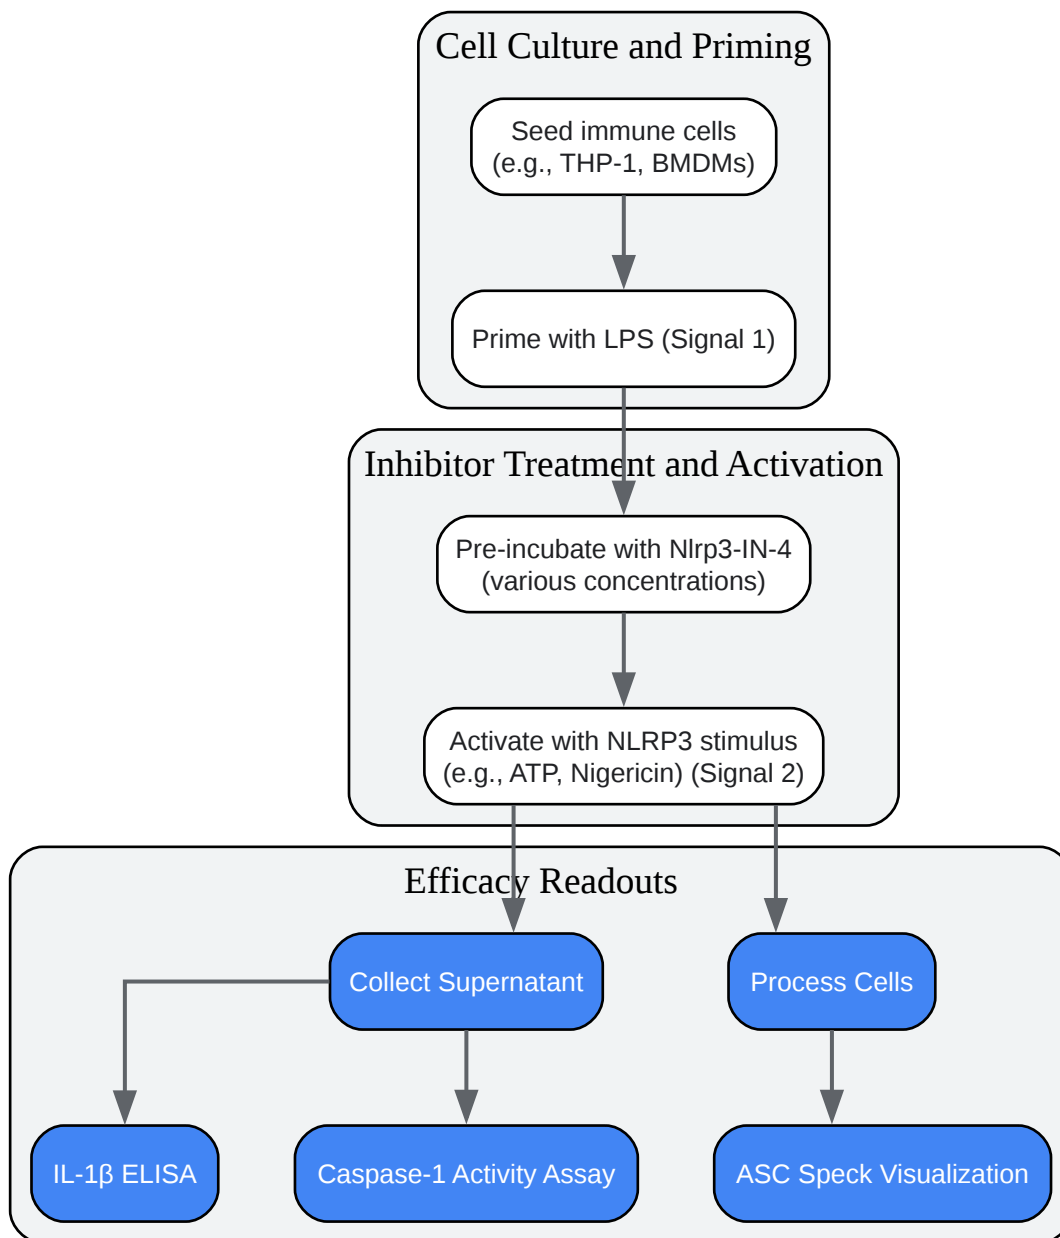 Cell Culture and Priming
Seed immune cells
(e.g., THP-1, BMDMs)
Prime with LPS (Signal 1)
Inhibitor Treatment and Activation
Pre-incubate with Nlrp3-IN-4
(various concentrations)
Activate with NLRP3 stimulus
(e.g., ATP, Nigericin) (Signal 2)
Efficacy Readouts
Collect Supernatant
Process Cells
IL-1β ELISA
Caspase-1 Activity Assay
ASC Speck Visualization